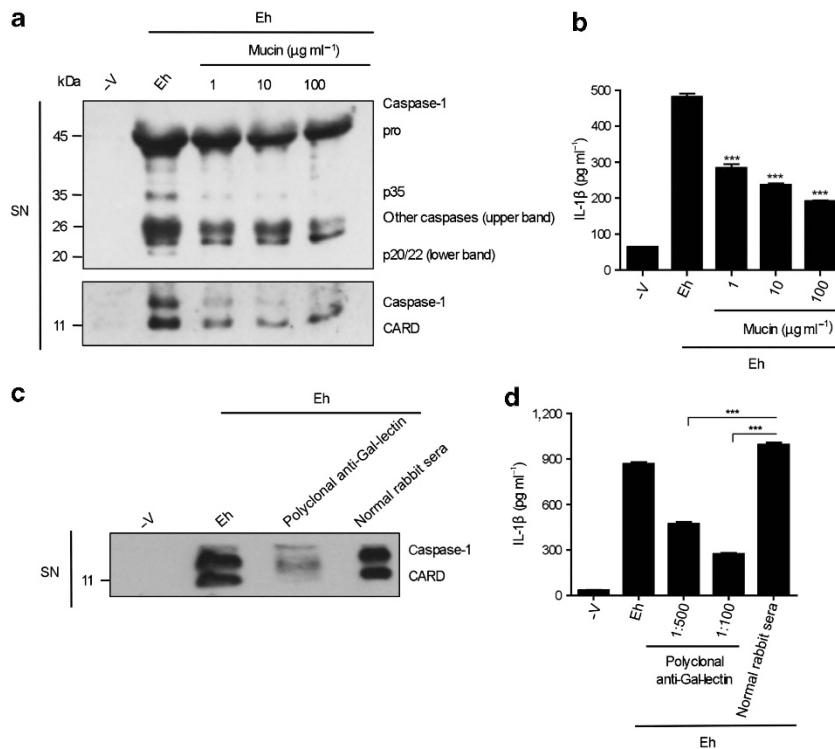 a
Eh
Mucin (µg ml⁻¹)
kDa
–V
Eh
1
10
100
Caspase-1
45
pro
35
p35
SN
26
Other caspases (upper band)
20
p20/22 (lower band)
Caspase-1
11
CARD
b
500
400
300
200
100
0
IL-1β (pg ml⁻¹)
***
***
***
–V
Eh
1
10
100
Mucin (µg ml⁻¹)
Eh
c
Eh
–V
Eh
Polyclonal anti-Gal-lectin
Normal rabbit sera
SN
Caspase-1
11
CARD
d
1,200
900
600
300
0
IL-1β (pg ml⁻¹)
***
***
–V
Eh
1:500
1:100
Normal rabbit sera
Polyclonal
anti-Gal-lectin
Eh